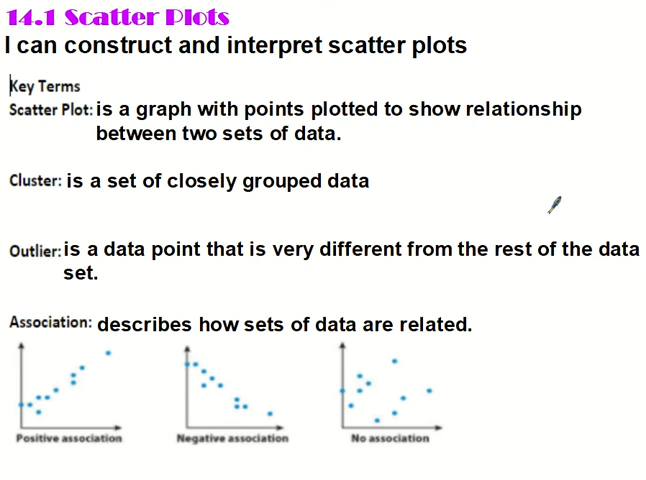 14.1 Scatter Plots
I can construct and interpret scatter plots
Key Terms
Scatter Plot: is a graph with points plotted to show relationship
between two sets of data.
Cluster: is a set of closely grouped data
Outlier: is a data point that is very different from the rest of the data
set.
Association: describes how sets of data are related.
Positive association
Negative association
No association